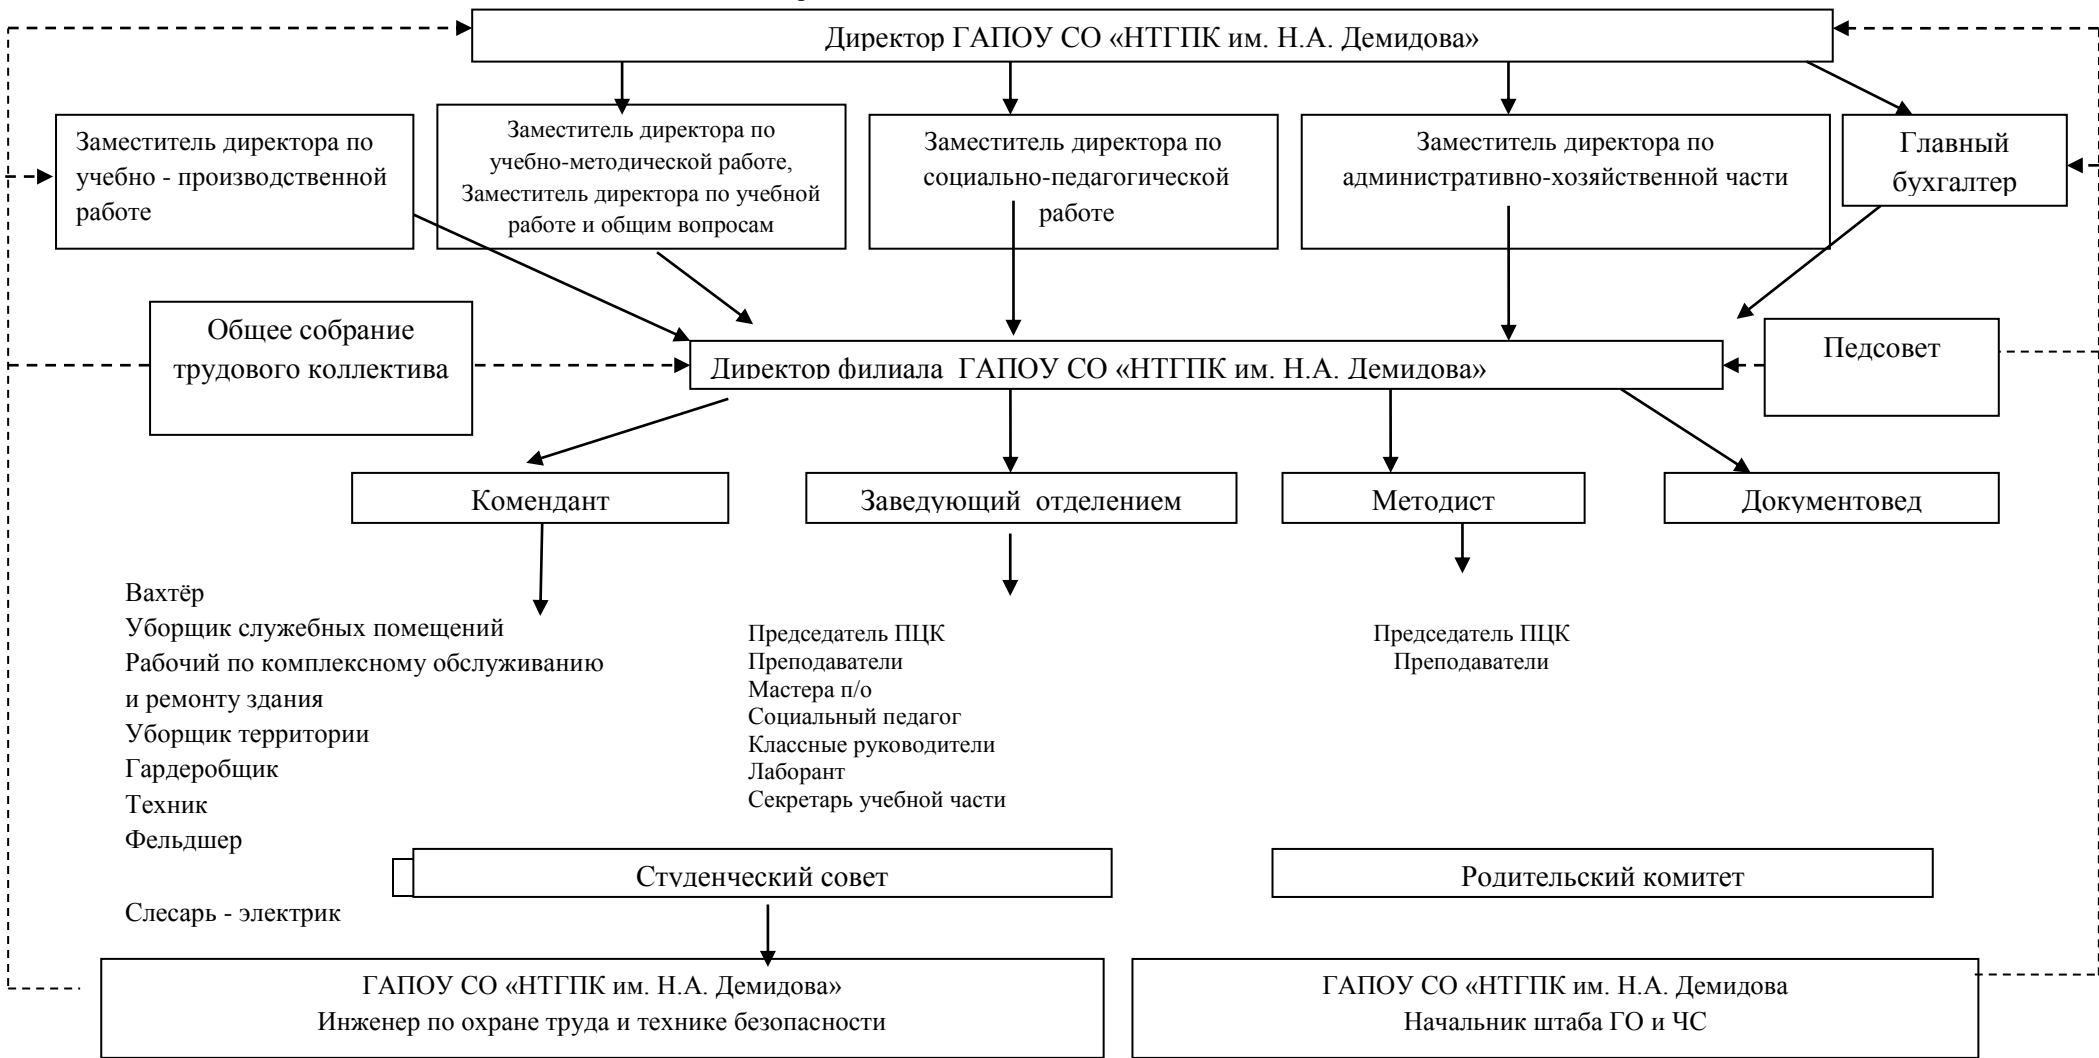 Директор ГАПОУ СО «НТГПК им. Н.А. Демидова»
Заместитель директора по
учебно - производственной
работе
Заместитель директора по
учебно-методической работе,
Заместитель директора по учебной
работе и общим вопросам
Заместитель директора по
социально-педагогической
работе
Заместитель директора по
административно-хозяйственной части
Главный
бухгалтер
Общее собрание
трудового коллектива
Директор филиала ГАПОУ СО «НТГПК им. Н.А. Демидова»
Педсовет
Комендант
Заведующий отделением
Методист
Документовед
Вахтёр
Уборщик служебных помещений
Рабочий по комплексному обслуживанию
и ремонту здания
Уборщик территории
Гардеробщик
Техник
Фельдшер
Слесарь - электрик
Председатель ПЦК
Преподаватели
Мастера п/о
Социальный педагог
Классные руководители
Лаборант
Секретарь учебной части
Председатель ПЦК
Преподаватели
Студенческий совет
Родительский комитет
ГАПОУ СО «НТГПК им. Н.А. Демидова»
Инженер по охране труда и технике безопасности
ГАПОУ СО «НТГПК им. Н.А. Демидова
Начальник штаба ГО и ЧС